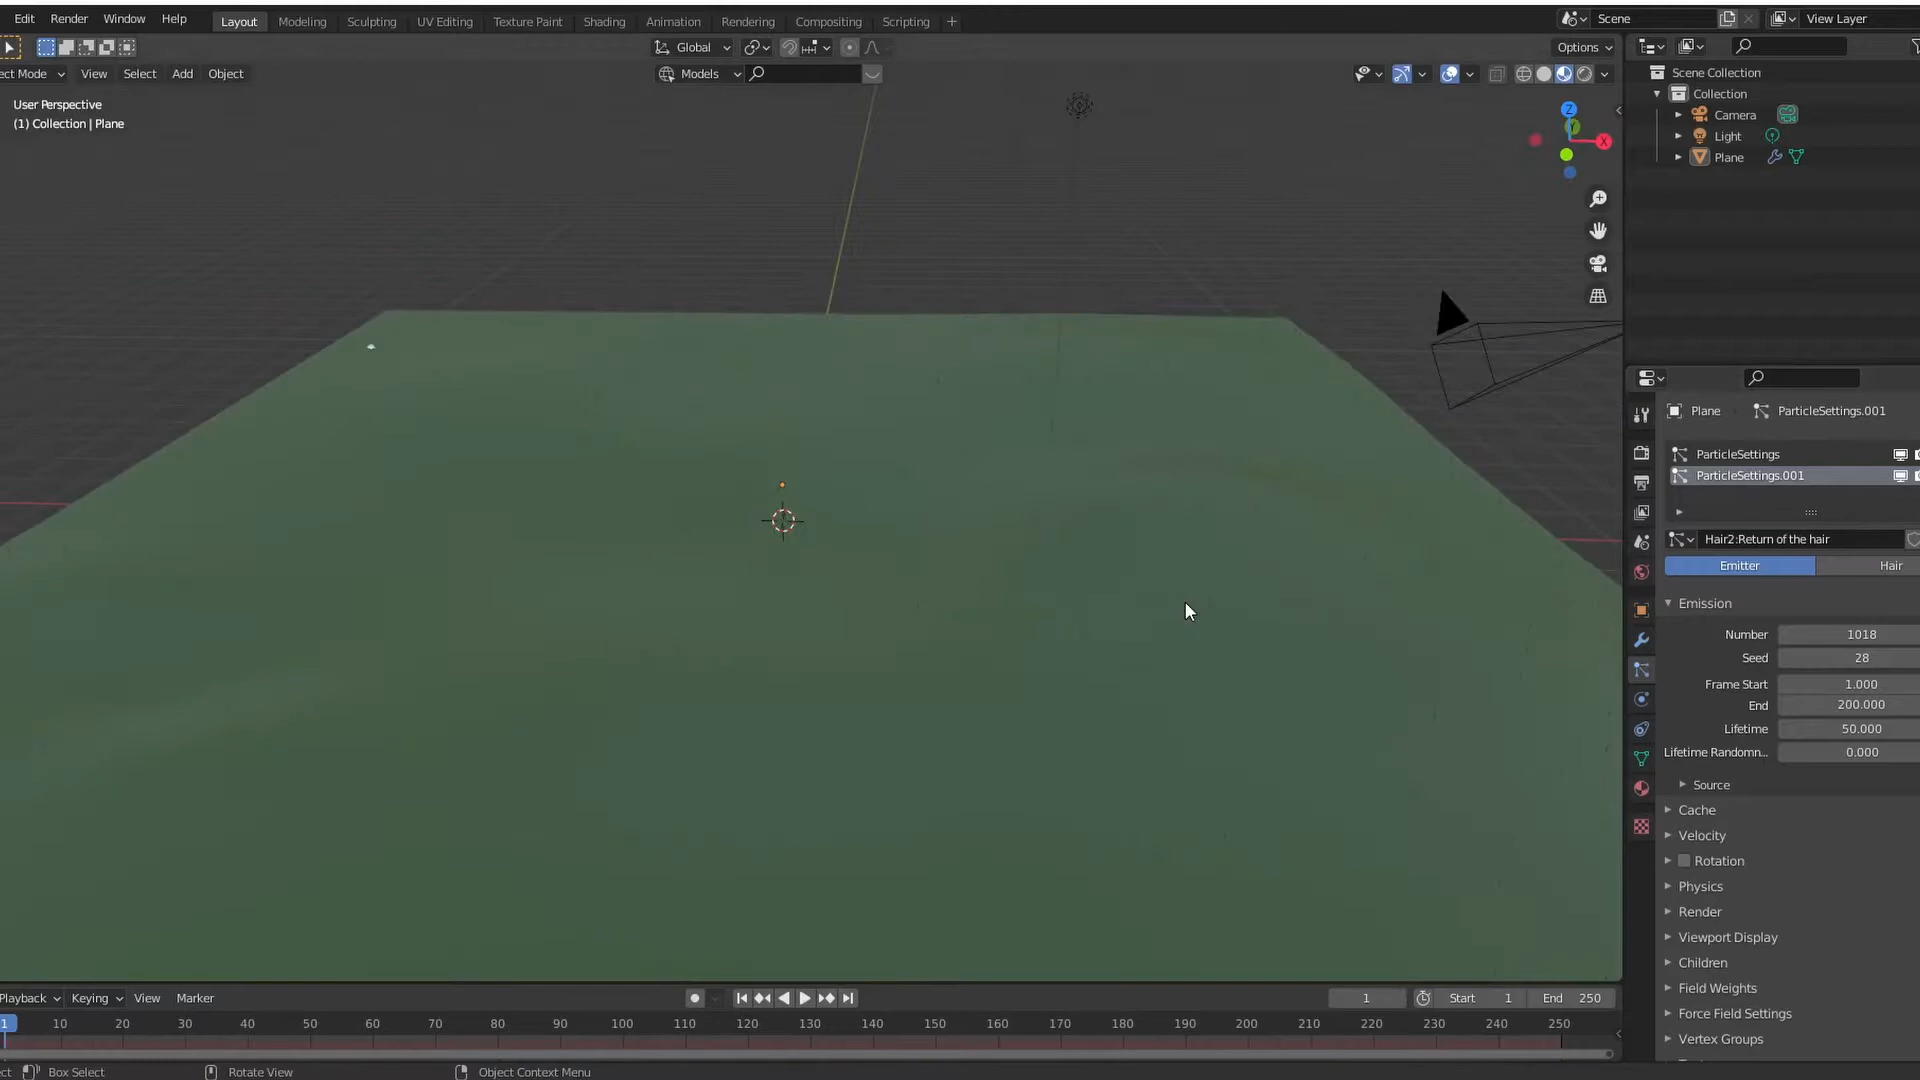 Edit Render Window Help Layout Modeling Sculpting UV Editing Texture Paint Shading Animation Rendering Compositing Scripting + Scene View Layer
Global Options
ect Mode View Select Add Object Models
User Perspective
(1) Collection | Plane
Z
Y
X
Scene Collection
Collection
Camera
Light
Plane
Plane ParticleSettings.001
ParticleSettings
ParticleSettings.001
Hair2:Return of the hair
Emitter Hair
Emission
Number 1018
Seed 28
Frame Start 1.000
End 200.000
Lifetime 50.000
Lifetime Randomn... 0.000
Source
Cache
Velocity
Rotation
Physics
Render
Viewport Display
Children
Field Weights
Force Field Settings
Vertex Groups
Playback Keying View Marker 1 Start 1 End 250
1 10 20 30 40 50 60 70 80 90 100 110 120 130 140 150 160 170 180 190 200 210 220 230 240 250
ect Box Select Rotate View Object Context Menu